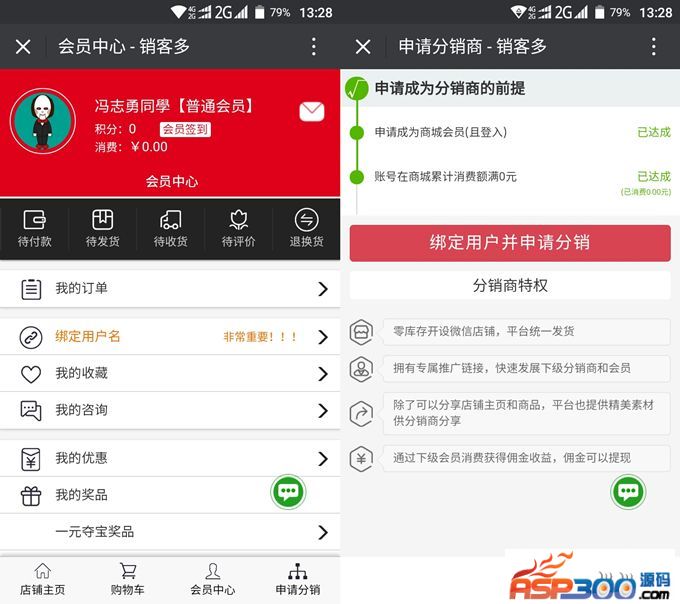 4G 2G 4G 79% 13:28
会员中心 - 销客多
冯志勇同學【普通会员】
积分：0 会员签到
消费：￥0.00
会员中心
待付款 待发货 待收货 待评价 退换货
我的订单
绑定用户名 非常重要！！！
我的收藏
我的咨询
我的优惠
我的奖品
一元夺宝奖品
店铺主页 购物车 会员中心 申请分销
4G 2G 4G 79% 13:28
申请分销商 - 销客多
申请成为分销商的前提
申请成为商城会员(且登入) 已达成
账号在商城累计消费额满0元 已达成
(已消费0.00元)
绑定用户并申请分销
分销商特权
零库存开设微信店铺，平台统一发货
拥有专属推广链接，快速发展下级分销商和会员
除了可以分享店铺主页和商品，平台也提供精美素材
供分销商分享
通过下级会员消费获得佣金收益，佣金可以提现
ASP300源码
.com